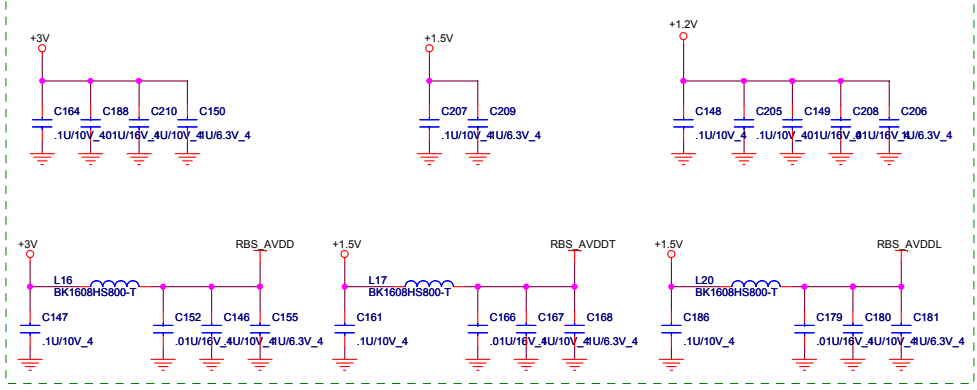 +3V +1.5V +1.2V
C164 C188 C210 C150 C207 C209 C148 C205 C149 C208 C206
.1U/10V_4 .01U/16V_4 .1U/10V_4 1U/6.3V_4 .1U/10V_4 1U/6.3V_4 .1U/10V_4 .1U/10V_4 .01U/16V_4 .01U/16V_4 1U/6.3V_4
+3V RBS_AVDD +1.5V RBS_AVDDT +1.5V RBS_AVDDL
L16 L17 L20
BK1608HS800-T BK1608HS800-T BK1608HS800-T
C147 C152 C146 C155 C161 C166 C167 C168 C186 C179 C180 C181
.1U/10V_4 .01U/16V_4 .1U/10V_4 1U/6.3V_4 .1U/10V_4 .01U/16V_4 .1U/10V_4 1U/6.3V_4 .1U/10V_4 .01U/16V_4 .1U/10V_4 1U/6.3V_4